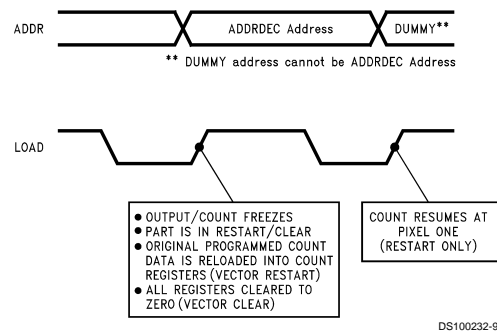 ADDR
ADDRDEC Address
DUMMY**
** DUMMY address cannot be ADDRDEC Address
LOAD
● OUTPUT/COUNT FREEZES
● PART IS IN RESTART/CLEAR
● ORIGINAL PROGRAMMED COUNT
DATA IS RELOADED INTO COUNT
REGISTERS (VECTOR RESTART)
● ALL REGISTERS CLEARED TO
ZERO (VECTOR CLEAR)
COUNT RESUMES AT
PIXEL ONE
(RESTART ONLY)
DS100232-9